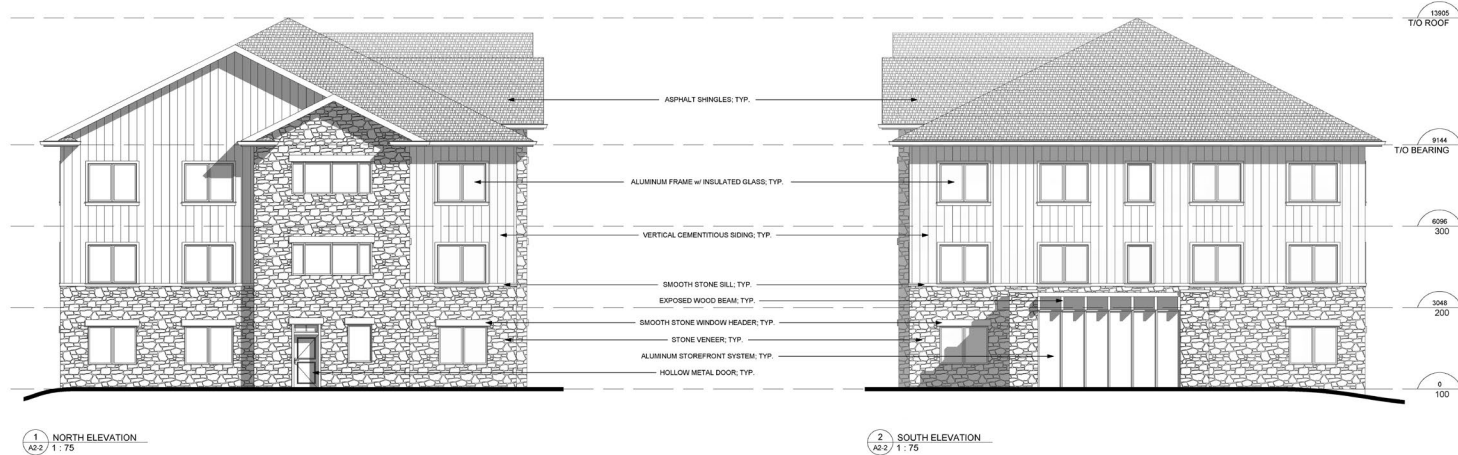 13905
T/O ROOF
ASPHALT SHINGLES; TYP.
9144
T/O BEARING
ALUMINUM FRAME w/ INSULATED GLASS; TYP.
6096
300
VERTICAL CEMENTITIOUS SIDING; TYP.
SMOOTH STONE SILL; TYP.
EXPOSED WOOD BEAM; TYP.
3048
200
SMOOTH STONE WINDOW HEADER; TYP.
STONE VENEER; TYP.
ALUMINUM STOREFRONT SYSTEM; TYP.
HOLLOW METAL DOOR; TYP.
0
100
1 NORTH ELEVATION
A2-2 1 : 75
2 SOUTH ELEVATION
A2-2 1 : 75